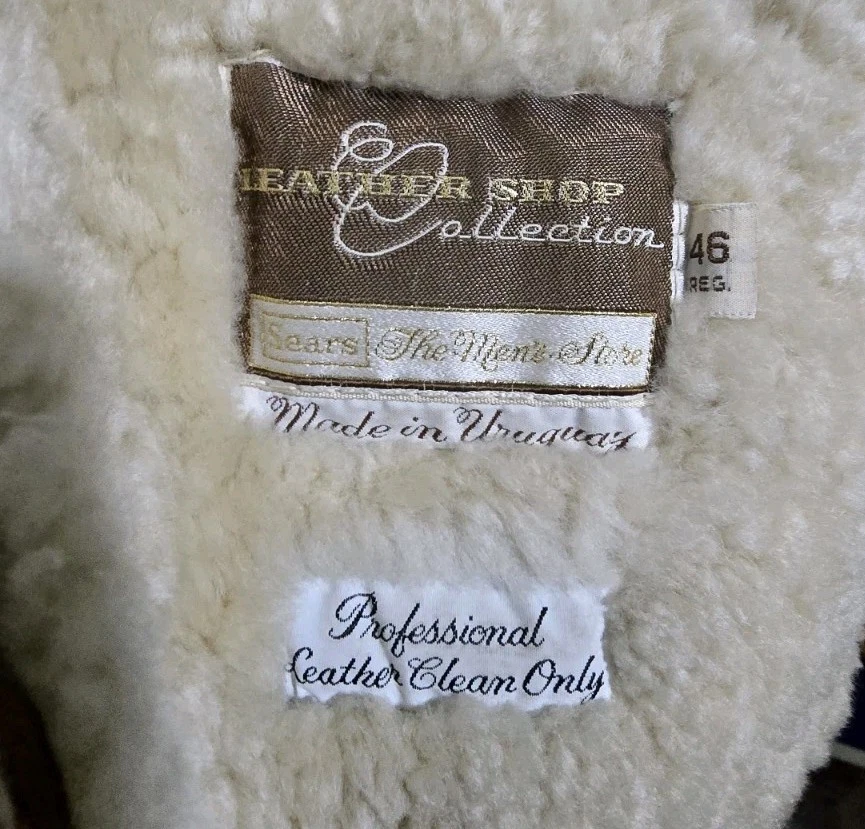 LEATHER SHOP
Collection
46
REG.
Sears The Men's Store
Made in Uruguay
Professional
Leather Clean Only